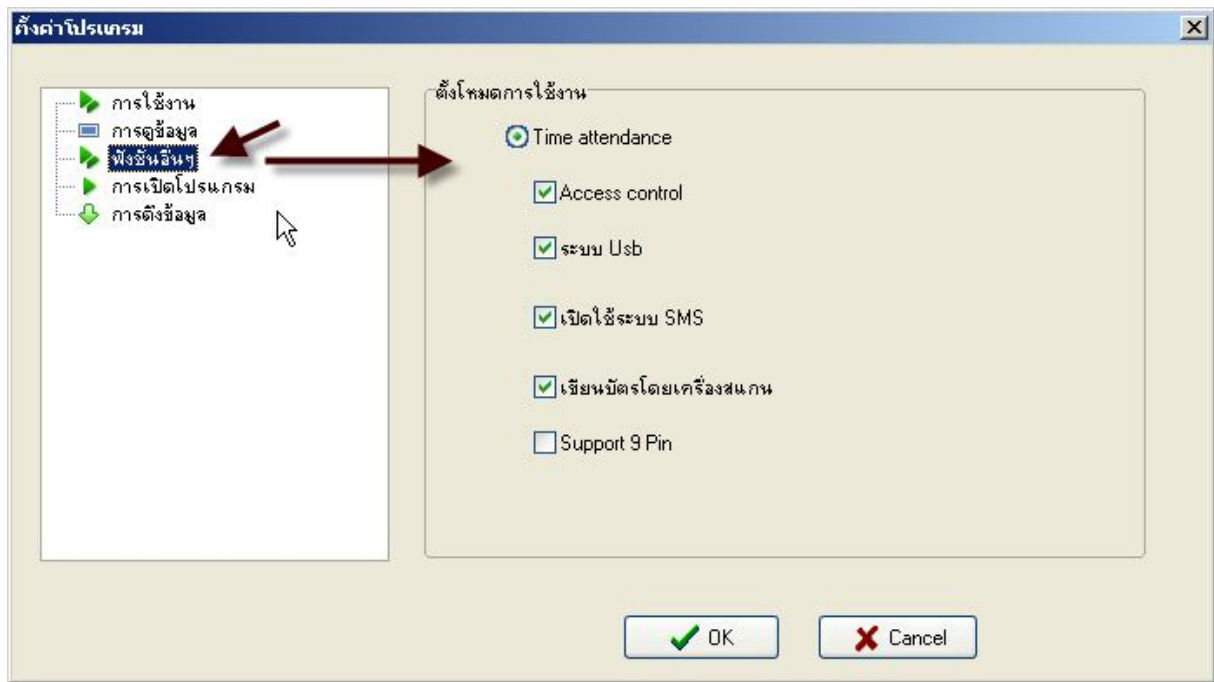 ตั้งค่าโปรแกรม
การใช้งาน
การดูข้อมูล
ฟังชันอื่นๆ
การเปิดโปรแกรม
การดึงข้อมูล
ตั้งโหมดการใช้งาน
Time attendance
Access control
ระบบ Usb
เปิดใช้ระบบ SMS
เขียนบัตรโดยเครื่องสแกน
Support 9 Pin
OK
Cancel